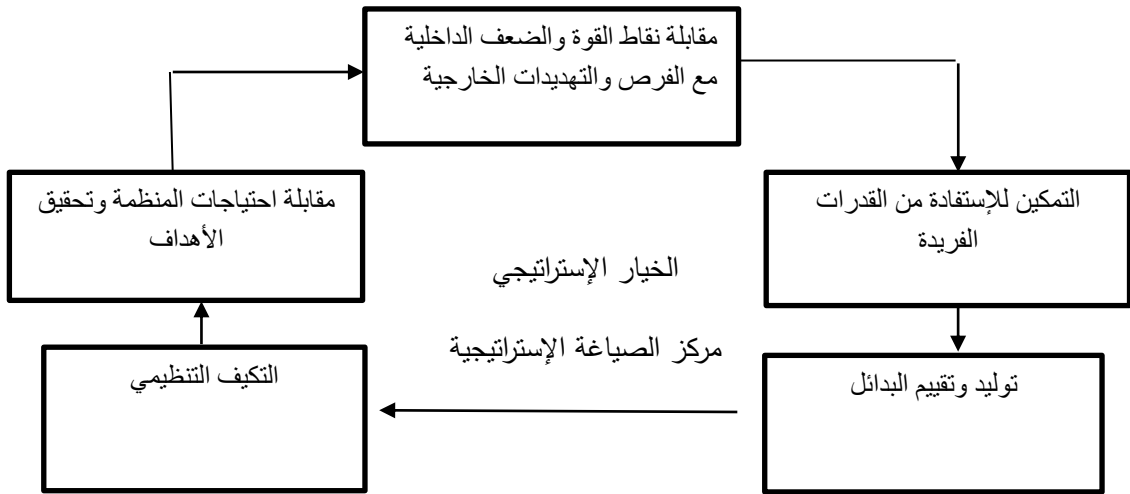 مقابلة نقاط القوة والضعف الداخلية
مع الفرص والتهديدات الخارجية
التمكين للإستفادة من القدرات
الفريدة
مقابلة احتياجات المنظمة وتحقيق
الأهداف
الخيار الإستراتيجي
مركز الصياغة الإستراتيجية
توليد وتقييم البدائل
التكيف التنظيمي